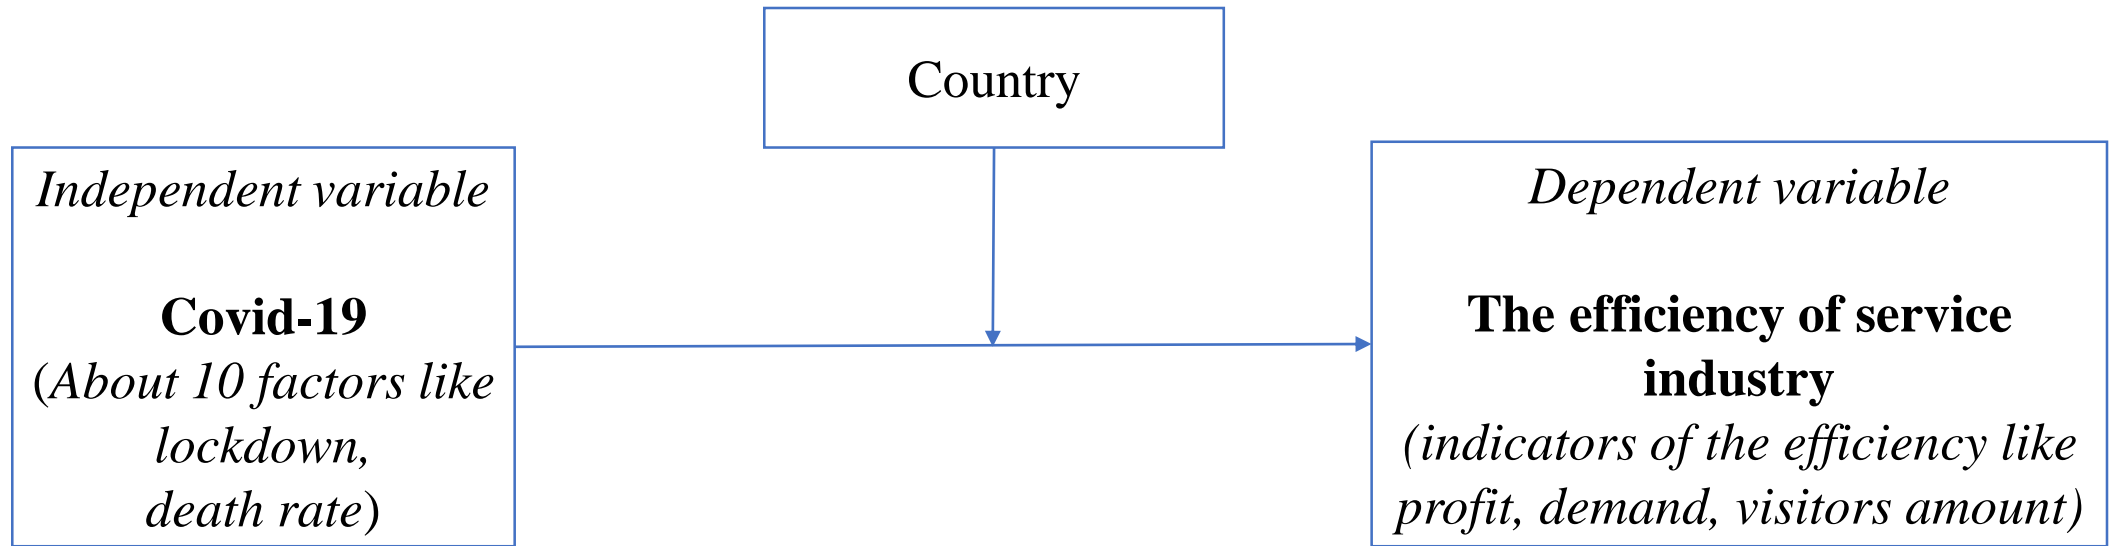 Country
Independent variable
Covid-19
(About 10 factors like
lockdown,
death rate)
Dependent variable
The efficiency of service
industry
(indicators of the efficiency like
profit, demand, visitors amount)